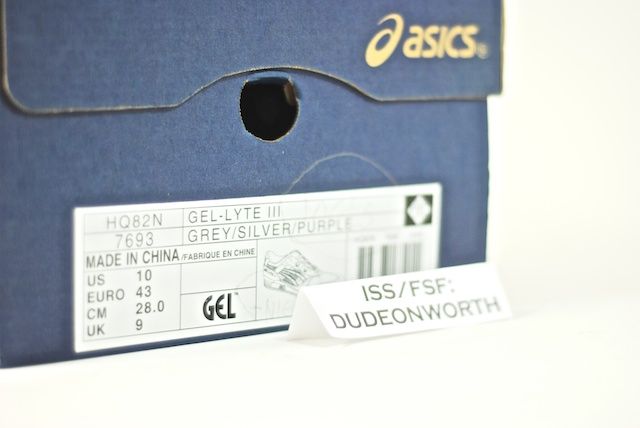 asics
HQ82N GEL-LYTE III
7693 GREY/SILVER/PURPLE
MADE IN CHINA /FABRIQUE EN CHINE
US 10
EURO 43
CM 28.0
UK 9
GEL
ISS/FSF:
DUDEONWORTH